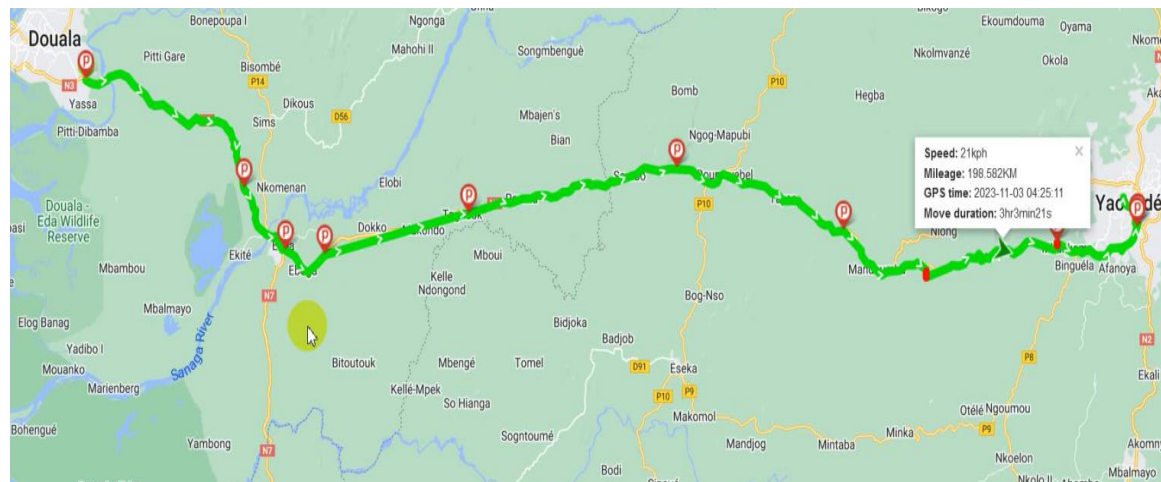 Bonepoupa I
Ngonga
Ekoumdouma
Oyama
Douala
Pitti Gare
Mahohi II
Songmbenguè
Nkolmvanzé
Okola
Bisombé
N3
P14
P10
Yassa
Dikous
Bomb
Hegba
Pitti-Dibamba
Sims
D56
Mbajen's
Ngog-Mapubi
Bian
Speed: 21kph
Mileage: 198.582KM
GPS time: 2023-11-03 04:25:11
Move duration: 3hr3min21s
Nkomenan
Elobi
Douala -
Eda Wildlife
Reserve
P10
Dokko
Niong
Ekité
Mboui
Binguéla
Afanoya
Mbambou
Kelle
Ndongond
N7
Bog-Nso
Mbalmayo
Elog Banag
Sanaga River
Bidjoka
Badjob
N2
Yadibo I
Mouanko
Marienberg
Bitoutouk
Mbengé
Tomel
D91
Eseka
P8
Ekali
Kellé-Mpek
So Hianga
P10
P9
Makomol
Otélé
Ngoumou
Bohengué
Yambong
N7
Sogntoumé
Mandjog
Mintaba
Minka
P9
Nkoelon
Bodi
Mbalmayo